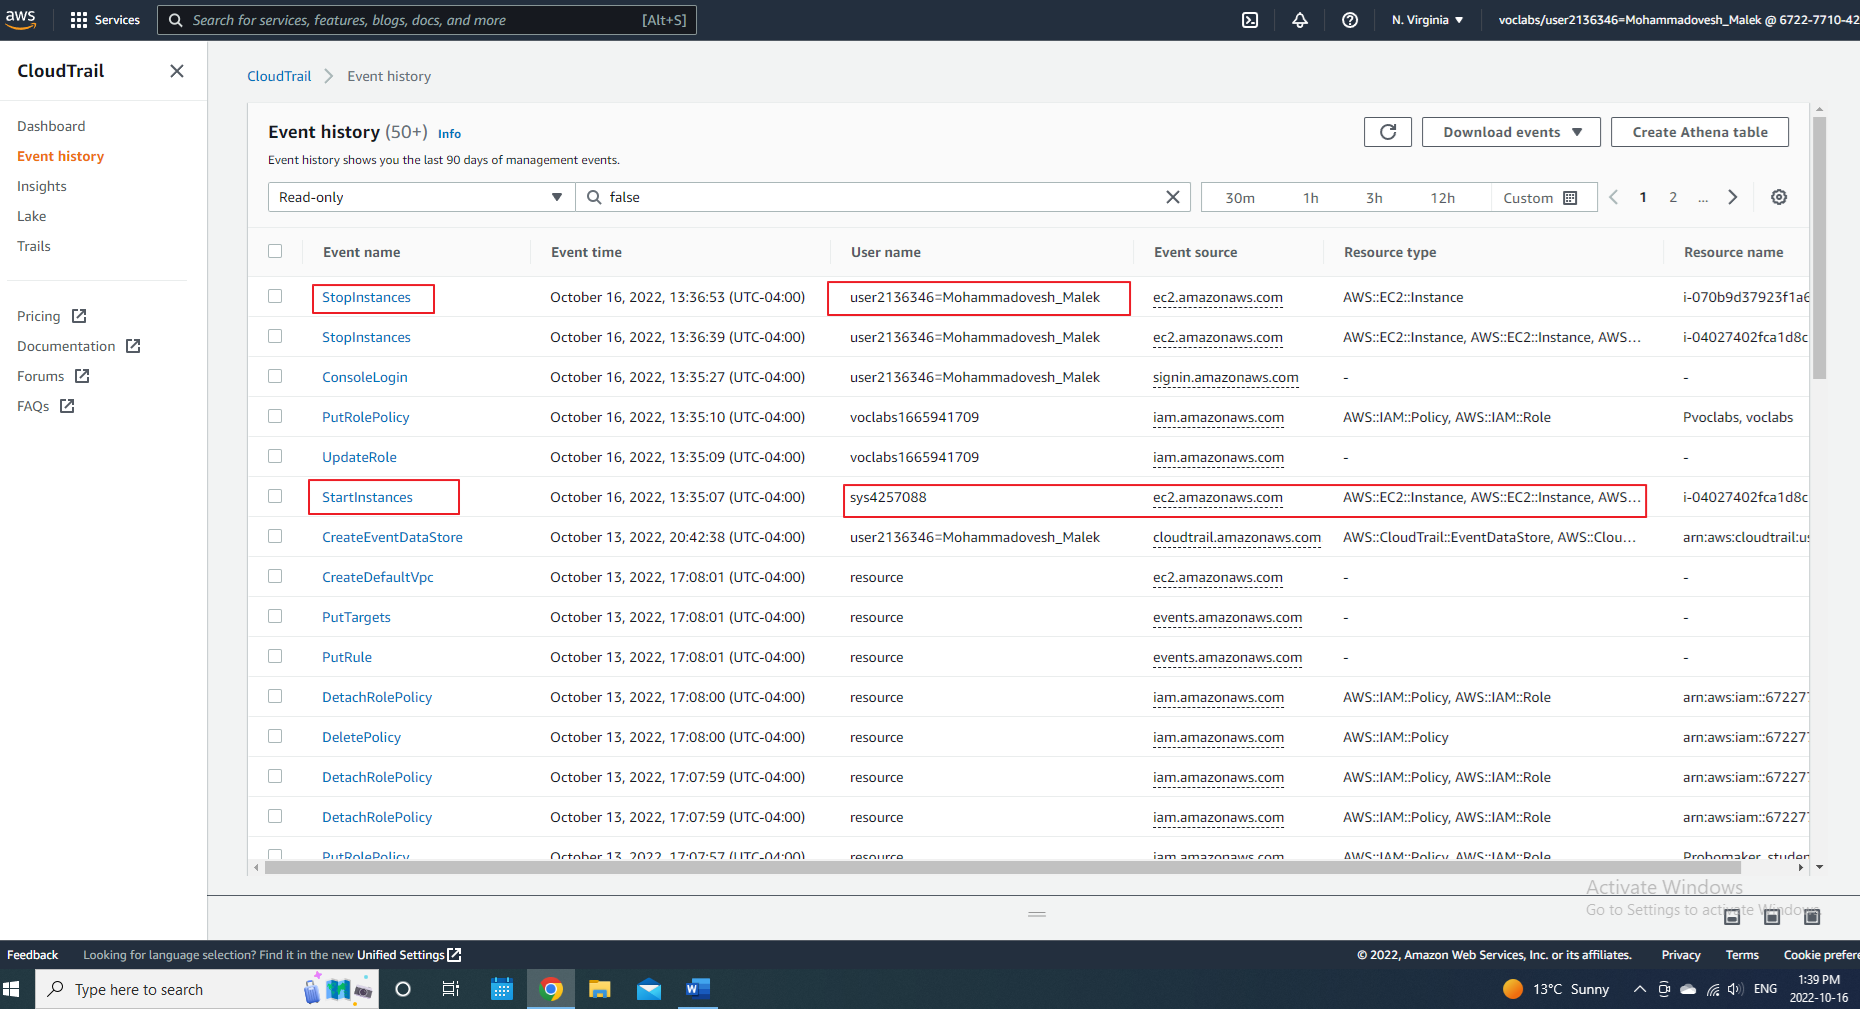 aws Services Search for services, features, blogs, docs, and more [Alt+S] N. Virginia voclabs/user2136346=Mohammadovesh_Malek @ 6722-7710-42
CloudTrail
Dashboard
Event history
Insights
Lake
Trails
Pricing
Documentation
Forums
FAQs
CloudTrail Event history
Event history (50+) Info
Event history shows you the last 90 days of management events.
Download events Create Athena table
Read-only false 30m 1h 3h 12h Custom 1 2 ...
Event name Event time User name Event source Resource type Resource name
StopInstances October 16, 2022, 13:36:53 (UTC-04:00) user2136346=Mohammadovesh_Malek ec2.amazonaws.com AWS::EC2::Instance i-070b9d37923f1a6
StopInstances October 16, 2022, 13:36:39 (UTC-04:00) user2136346=Mohammadovesh_Malek ec2.amazonaws.com AWS::EC2::Instance, AWS::EC2::Instance, AWS... i-04027402fca1d8c
ConsoleLogin October 16, 2022, 13:35:27 (UTC-04:00) user2136346=Mohammadovesh_Malek signin.amazonaws.com - -
PutRolePolicy October 16, 2022, 13:35:10 (UTC-04:00) voclabs1665941709 iam.amazonaws.com AWS::IAM::Policy, AWS::IAM::Role Pvoclabs, voclabs
UpdateRole October 16, 2022, 13:35:09 (UTC-04:00) voclabs1665941709 iam.amazonaws.com - -
StartInstances October 16, 2022, 13:35:07 (UTC-04:00) sys4257088 ec2.amazonaws.com AWS::EC2::Instance, AWS::EC2::Instance, AWS... i-04027402fca1d8c
CreateEventDataStore October 13, 2022, 20:42:38 (UTC-04:00) user2136346=Mohammadovesh_Malek cloudtrail.amazonaws.com AWS::CloudTrail::EventDataStore, AWS::Clou... arn:aws:cloudtrail:us
CreateDefaultVpc October 13, 2022, 17:08:01 (UTC-04:00) resource ec2.amazonaws.com - -
PutTargets October 13, 2022, 17:08:01 (UTC-04:00) resource events.amazonaws.com - -
PutRule October 13, 2022, 17:08:01 (UTC-04:00) resource events.amazonaws.com - -
DetachRolePolicy October 13, 2022, 17:08:00 (UTC-04:00) resource iam.amazonaws.com AWS::IAM::Policy, AWS::IAM::Role arn:aws:iam::67227
DeletePolicy October 13, 2022, 17:08:00 (UTC-04:00) resource iam.amazonaws.com AWS::IAM::Policy arn:aws:iam::67227
DetachRolePolicy October 13, 2022, 17:07:59 (UTC-04:00) resource iam.amazonaws.com AWS::IAM::Policy, AWS::IAM::Role arn:aws:iam::67227
DetachRolePolicy October 13, 2022, 17:07:59 (UTC-04:00) resource iam.amazonaws.com AWS::IAM::Policy, AWS::IAM::Role arn:aws:iam::67227
PutRolePolicy October 13, 2022, 17:07:57 (UTC-04:00) resource iam.amazonaws.com AWS::IAM::Policy, AWS::IAM::Role Probomaker, studen
Activate Windows
Go to Settings to activate Windows.
Feedback Looking for language selection? Find it in the new Unified Settings © 2022, Amazon Web Services, Inc. or its affiliates. Privacy Terms Cookie prefere
Type here to search 13°C Sunny ENG 1:39 PM
2022-10-16